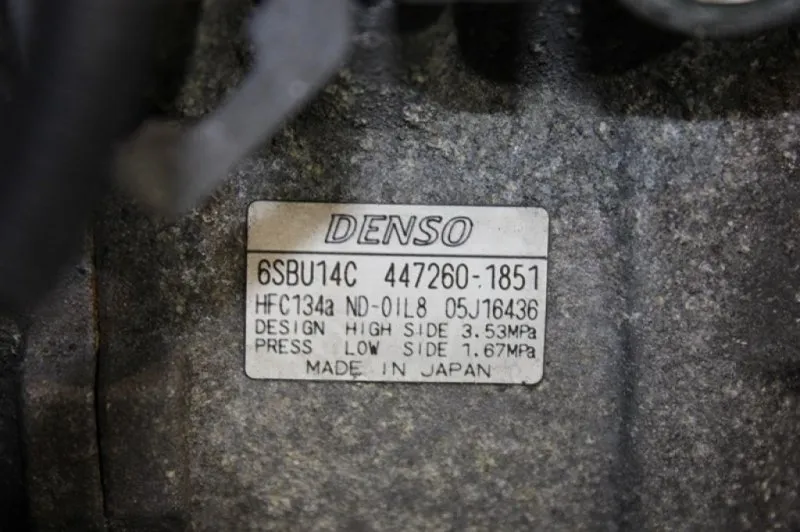 DENSO
6SBU14C 447260-1851
HFC134a ND-OIL8 05J16436
DESIGN HIGH SIDE 3.53MPa
PRESS LOW SIDE 1.67MPa
MADE IN JAPAN